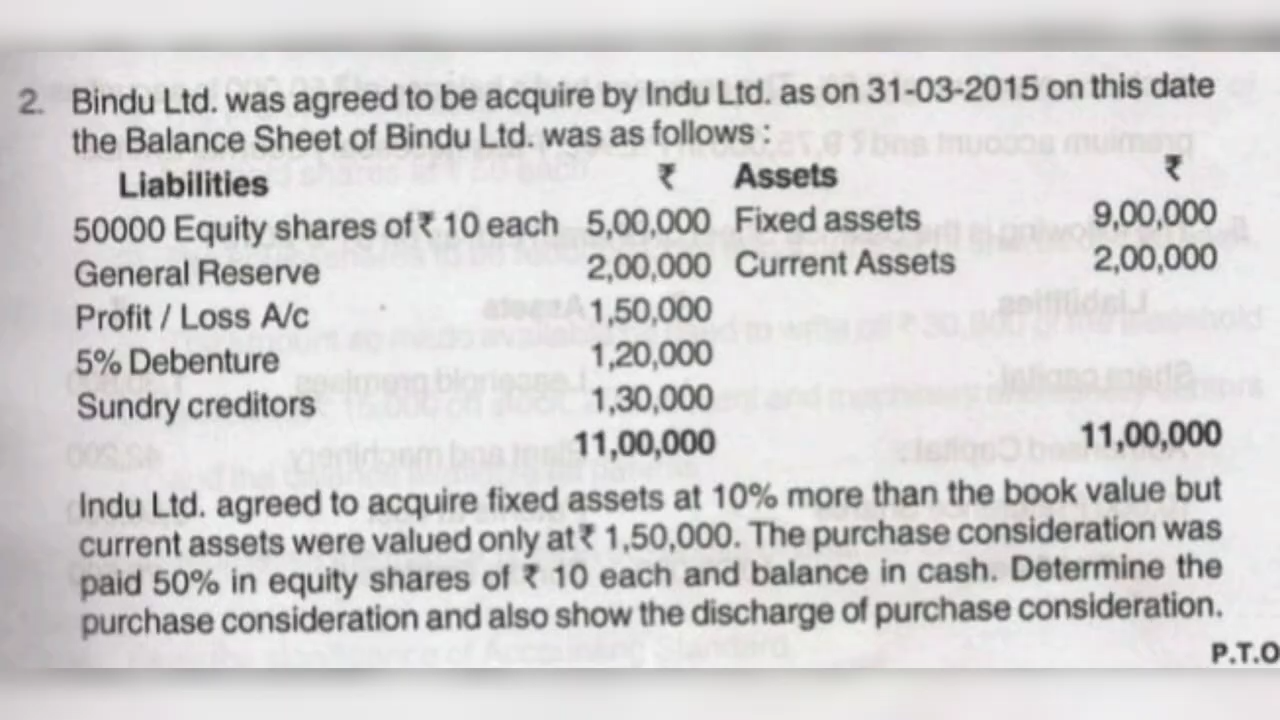 2. Bindu Ltd. was agreed to be acquire by Indu Ltd. as on 31-03-2015 on this date
the Balance Sheet of Bindu Ltd. was as follows :
Liabilities ₹ Assets ₹
50000 Equity shares of ₹ 10 each 5,00,000 Fixed assets 9,00,000
General Reserve 2,00,000 Current Assets 2,00,000
Profit / Loss A/c 1,50,000
5% Debenture 1,20,000
Sundry creditors 1,30,000
11,00,000 11,00,000
Indu Ltd. agreed to acquire fixed assets at 10% more than the book value but
current assets were valued only at ₹ 1,50,000. The purchase consideration was
paid 50% in equity shares of ₹ 10 each and balance in cash. Determine the
purchase consideration and also show the discharge of purchase consideration.
P.T.O